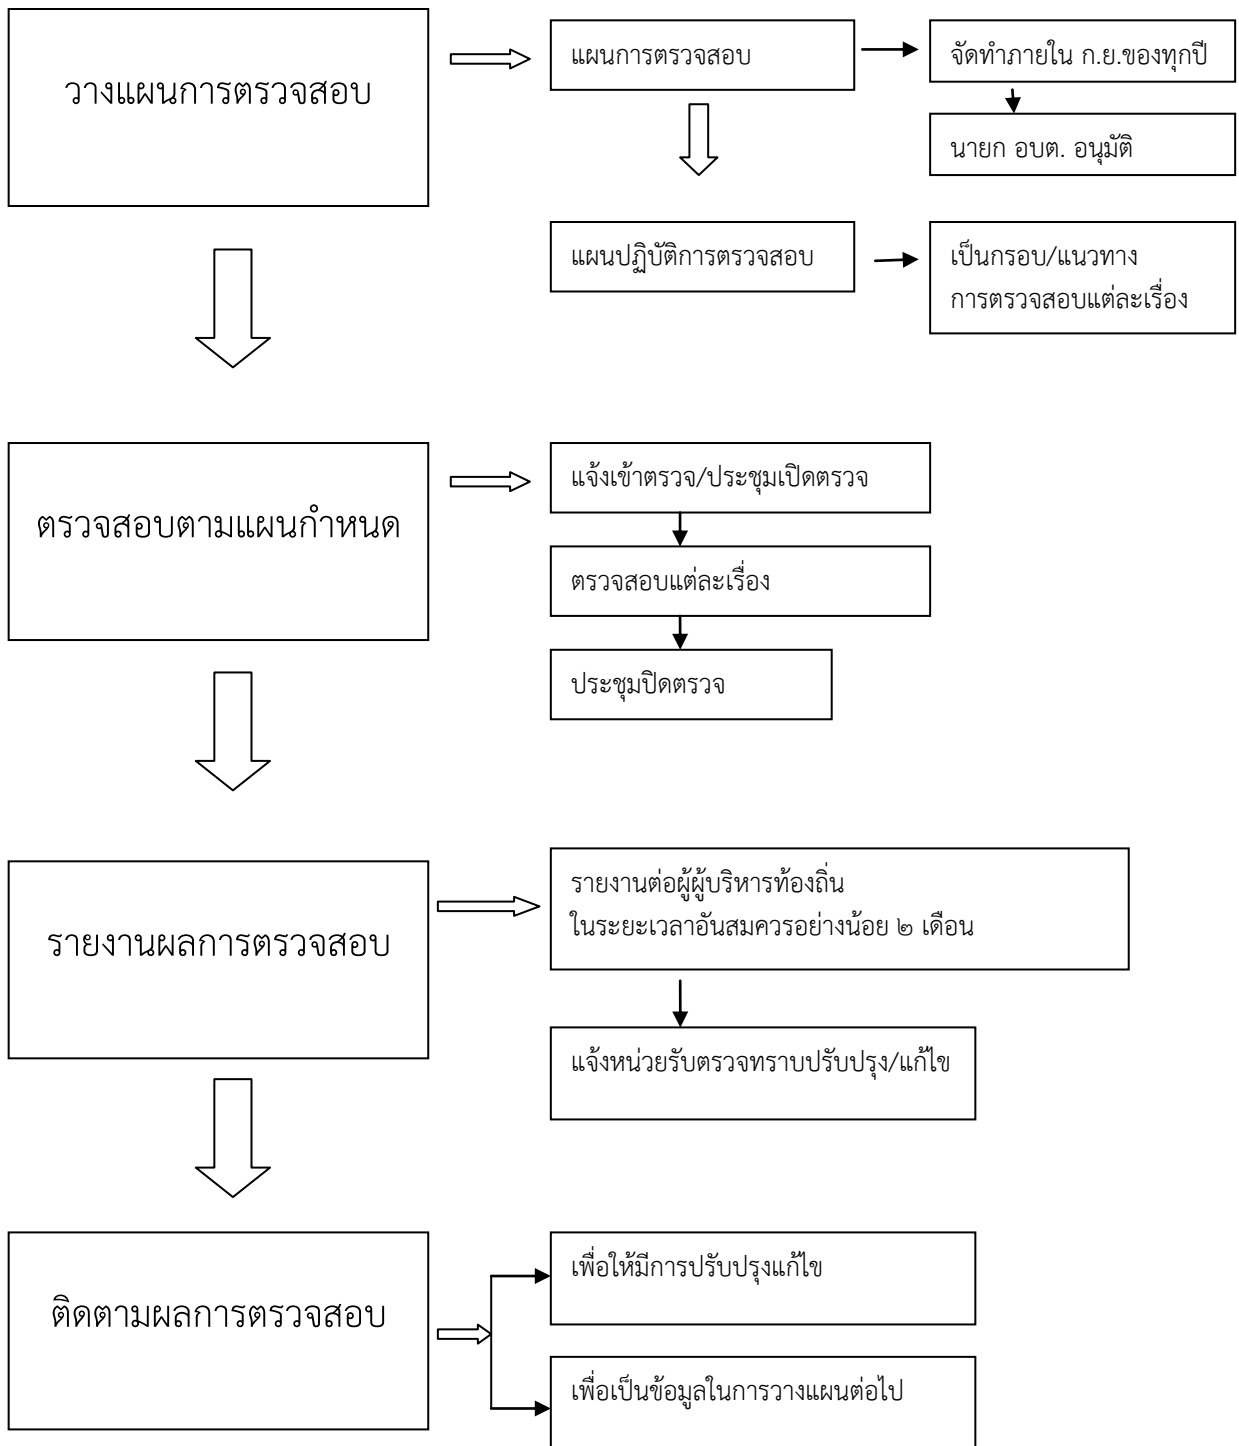 วางแผนการตรวจสอบ
แผนการตรวจสอบ
จัดทำภายใน ก.ย.ของทุกปี
นายก อบต. อนุมัติ
แผนปฏิบัติการตรวจสอบ
เป็นกรอบ/แนวทาง
การตรวจสอบแต่ละเรื่อง
ตรวจสอบตามแผนกำหนด
แจ้งเข้าตรวจ/ประชุมเปิดตรวจ
ตรวจสอบแต่ละเรื่อง
ประชุมปิดตรวจ
รายงานผลการตรวจสอบ
รายงานต่อผู้ผู้บริหารท้องถิ่น
ในระยะเวลาอันสมควรอย่างน้อย ๒ เดือน
แจ้งหน่วยรับตรวจทราบปรับปรุง/แก้ไข
ติดตามผลการตรวจสอบ
เพื่อให้มีการปรับปรุงแก้ไข
เพื่อเป็นข้อมูลในการวางแผนต่อไป